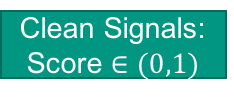 Clean Signals:
Score ∈ (0,1)